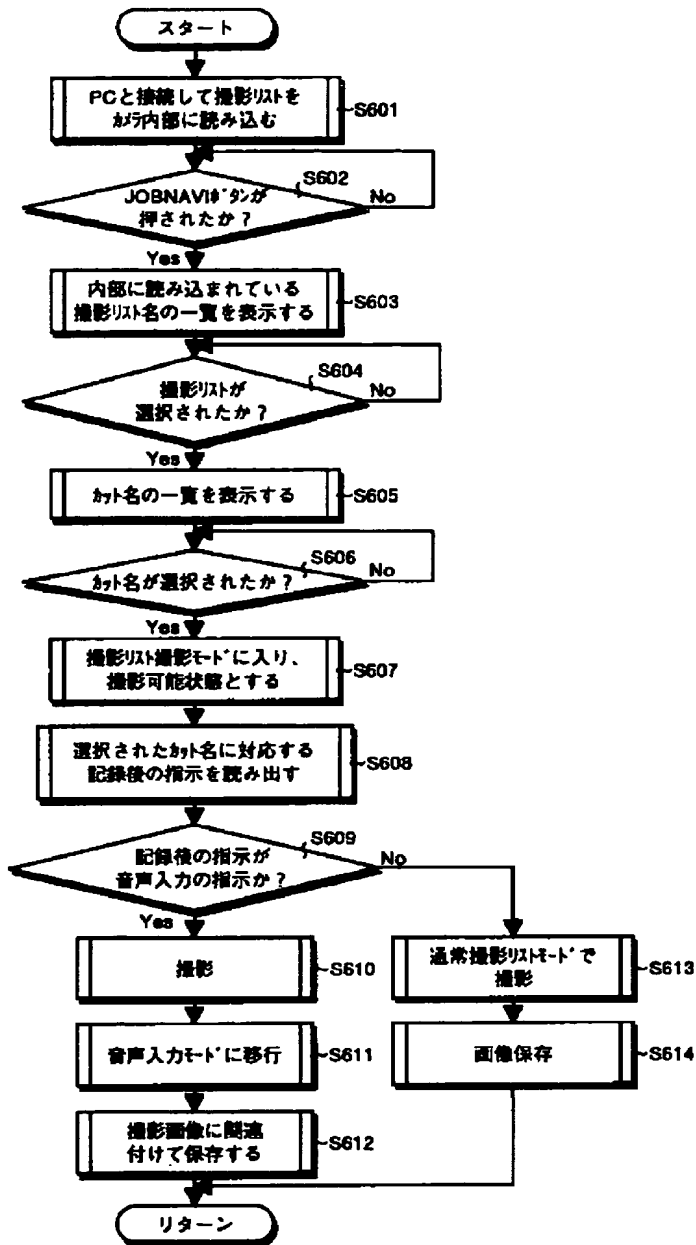 スタート
PCと接続して撮影ﾘｽﾄを
ｶﾒﾗ内部に読み込む
S601
S602
JOBNAVIﾎﾞﾀﾝが
押されたか？
No
Yes
内部に読み込まれている
撮影ﾘｽﾄ名の一覧を表示する
S603
S604
撮影ﾘｽﾄが
選択されたか？
No
Yes
ｶｯﾄ名の一覧を表示する
S605
S606
ｶｯﾄ名が選択されたか？
No
Yes
撮影ﾘｽﾄ撮影ﾓｰﾄﾞに入り、
撮影可能状態とする
S607
選択されたｶｯﾄ名に対応する
記録後の指示を読み出す
S608
S609
記録後の指示が
音声入力の指示か？
No
Yes
撮影
S610
通常撮影ﾘｽﾄﾓｰﾄﾞで
撮影
S613
音声入力ﾓｰﾄﾞに移行
S611
画像保存
S614
撮影画像に関連
付けて保存する
S612
リターン